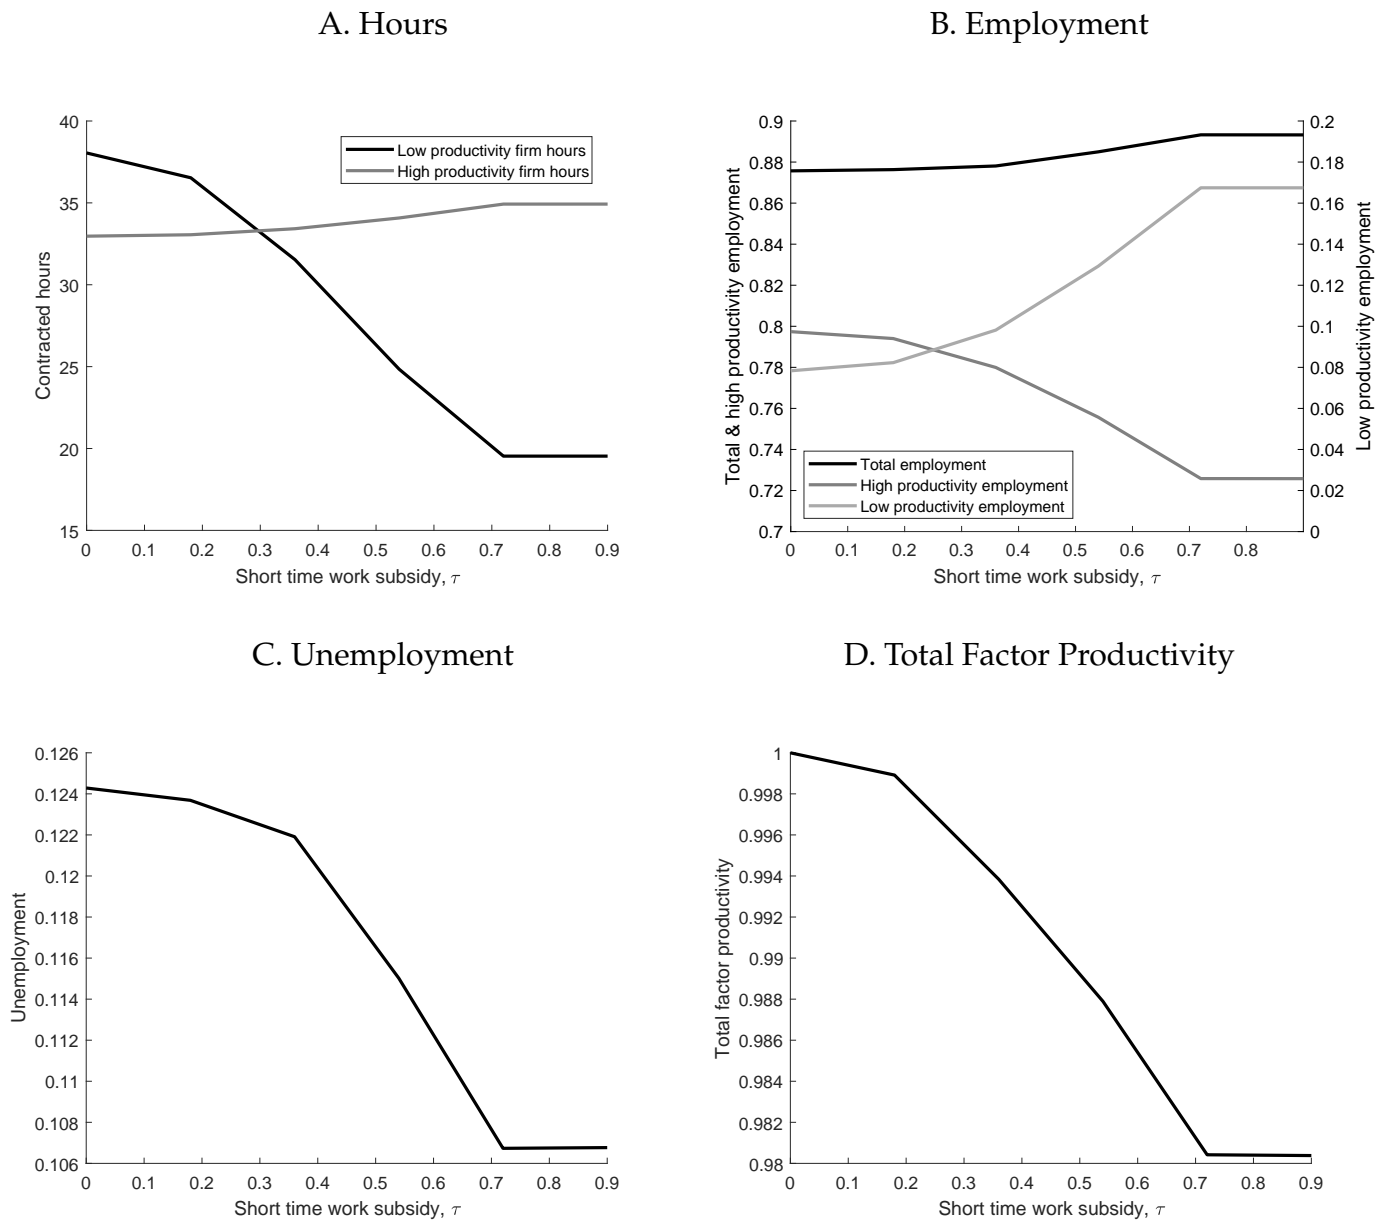 A. Hours
40
35
30
25
20
15
Contracted hours
Low productivity firm hours
High productivity firm hours
0 0.1 0.2 0.3 0.4 0.5 0.6 0.7 0.8 0.9
Short time work subsidy, τ
B. Employment
0.9
0.88
0.86
0.84
0.82
0.8
0.78
0.76
0.74
0.72
0.7
Total & high productivity employment
0.2
0.18
0.16
0.14
0.12
0.1
0.08
0.06
0.04
0.02
0
Low productivity employment
Total employment
High productivity employment
Low productivity employment
0 0.1 0.2 0.3 0.4 0.5 0.6 0.7 0.8
Short time work subsidy, τ
C. Unemployment
0.126
0.124
0.122
0.12
0.118
0.116
0.114
0.112
0.11
0.108
0.106
Unemployment
0 0.1 0.2 0.3 0.4 0.5 0.6 0.7 0.8 0.9
Short time work subsidy, τ
D. Total Factor Productivity
1
0.998
0.996
0.994
0.992
0.99
0.988
0.986
0.984
0.982
0.98
Total factor productivity
0 0.1 0.2 0.3 0.4 0.5 0.6 0.7 0.8 0.9
Short time work subsidy, τ